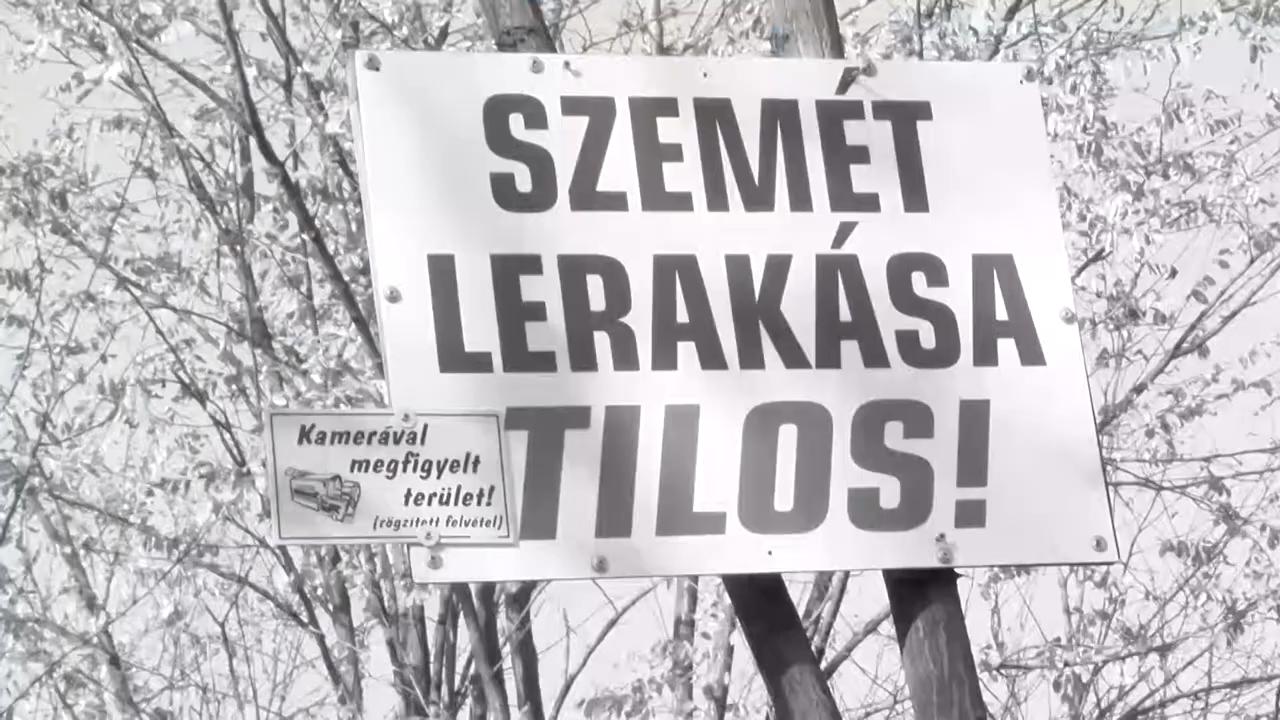 SZEMÉT
LERAKÁSA
TILOS!
Kamerával
megfigyelt
terület!
(rögzített felvétel)